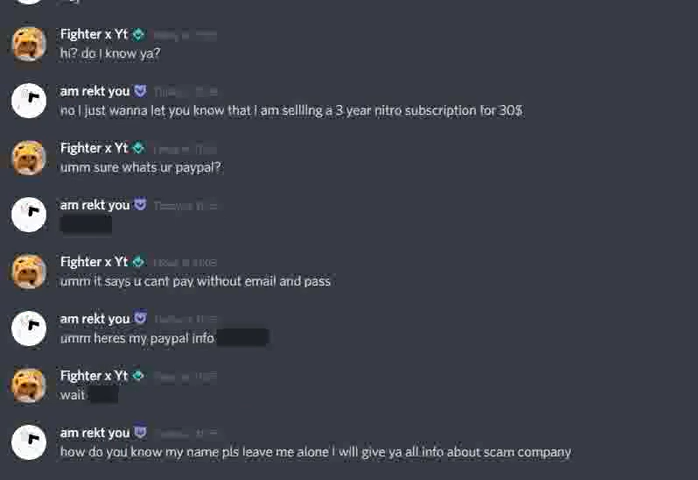 Fighter x Yt
hi? do I know ya?
am rekt you
no I just wanna let you know that I am sellling a 3 year nitro subscription for 30$
Fighter x Yt
umm sure whats ur paypal?
am rekt you
Fighter x Yt
umm it says u cant pay without email and pass
am rekt you
umm heres my paypal info
Fighter x Yt
wait
am rekt you
how do you know my name pls leave me alone I will give ya all info about scam company